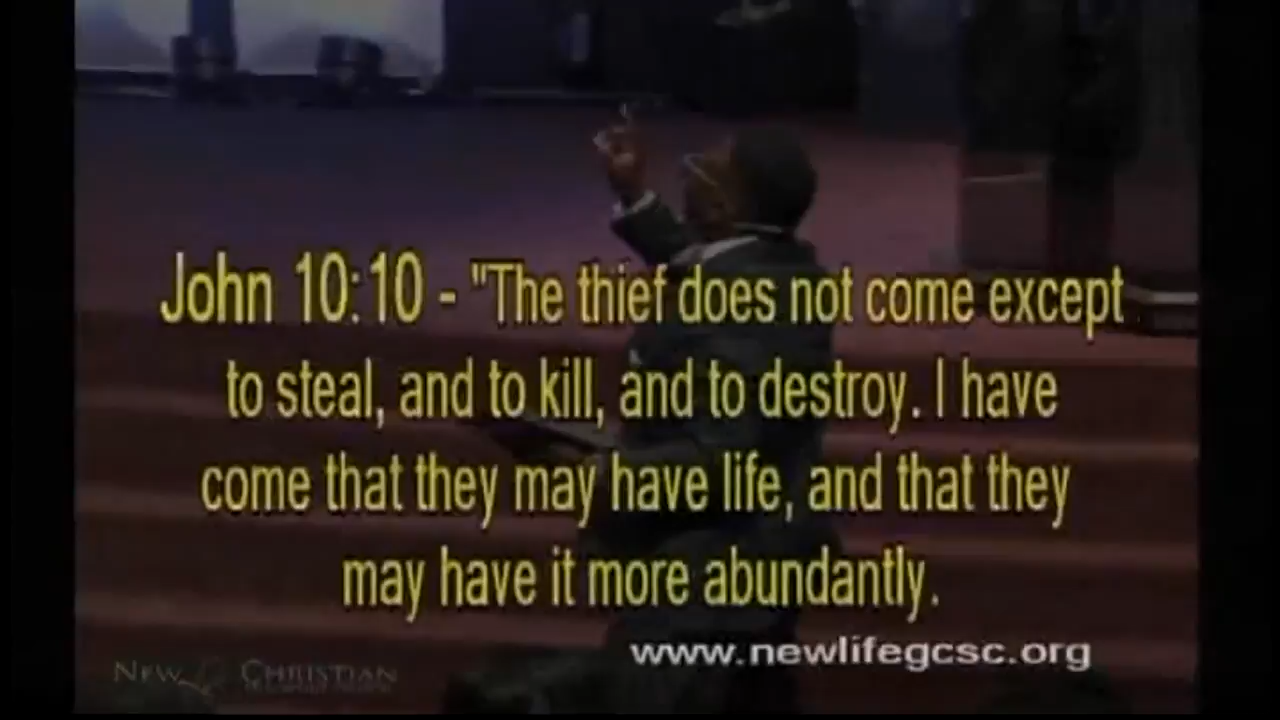 John 10:10 - "The thief does not come except
to steal, and to kill, and to destroy. I have
come that they may have life, and that they
may have it more abundantly.
www.newlifegcsc.org
NEW CHRISTIAN